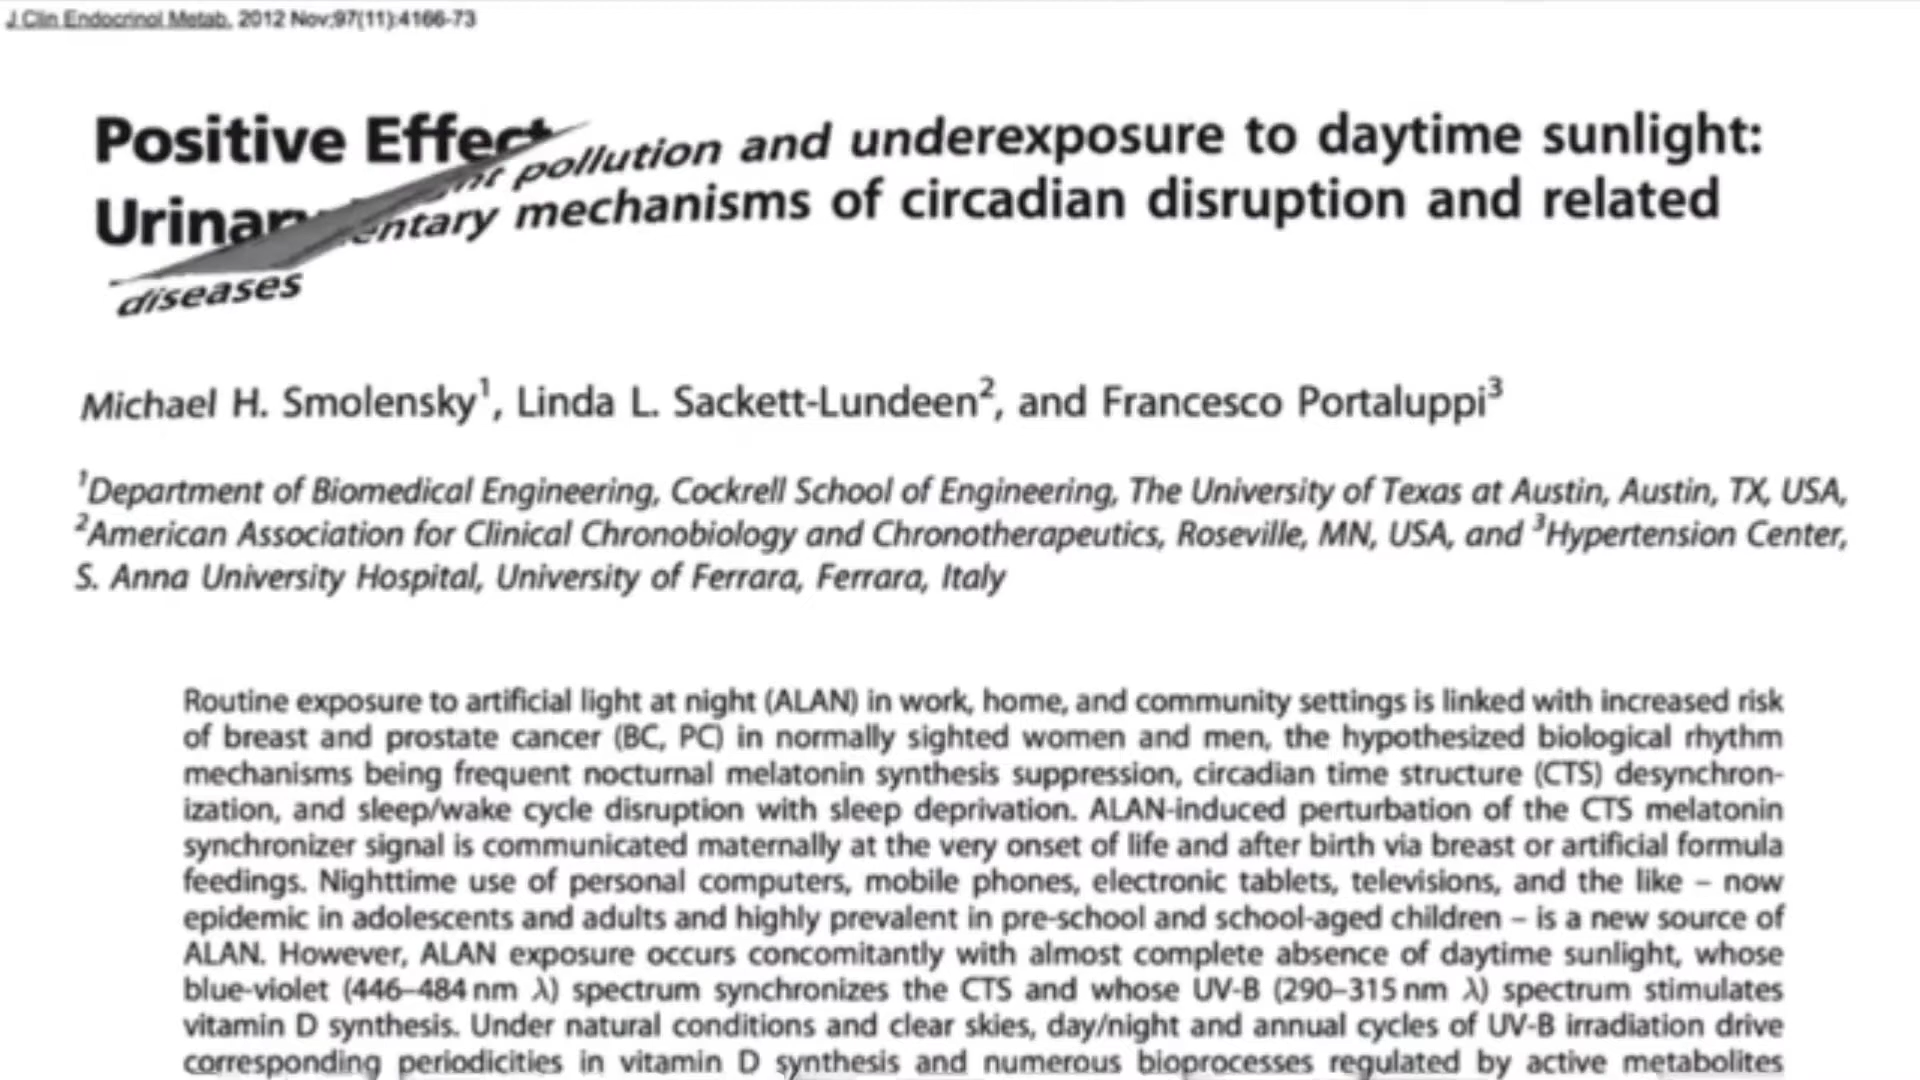 J Clin Endocrinol Metab. 2012 Nov;97(11):4166-73
Positive Effect
pollution and underexposure to daytime sunlight:
Urinary
mechanisms of circadian disruption and related
diseases
Michael H. Smolensky1, Linda L. Sackett-Lundeen2, and Francesco Portaluppi3
1Department of Biomedical Engineering, Cockrell School of Engineering, The University of Texas at Austin, Austin, TX, USA,
2American Association for Clinical Chronobiology and Chronotherapeutics, Roseville, MN, USA, and 3Hypertension Center,
S. Anna University Hospital, University of Ferrara, Ferrara, Italy
Routine exposure to artificial light at night (ALAN) in work, home, and community settings is linked with increased risk
of breast and prostate cancer (BC, PC) in normally sighted women and men, the hypothesized biological rhythm
mechanisms being frequent nocturnal melatonin synthesis suppression, circadian time structure (CTS) desynchron-
ization, and sleep/wake cycle disruption with sleep deprivation. ALAN-induced perturbation of the CTS melatonin
synchronizer signal is communicated maternally at the very onset of life and after birth via breast or artificial formula
feedings. Nighttime use of personal computers, mobile phones, electronic tablets, televisions, and the like – now
epidemic in adolescents and adults and highly prevalent in pre-school and school-aged children – is a new source of
ALAN. However, ALAN exposure occurs concomitantly with almost complete absence of daytime sunlight, whose
blue-violet (446–484 nm λ) spectrum synchronizes the CTS and whose UV-B (290–315 nm λ) spectrum stimulates
vitamin D synthesis. Under natural conditions and clear skies, day/night and annual cycles of UV-B irradiation drive
corresponding periodicities in vitamin D synthesis and numerous bioprocesses regulated by active metabolites